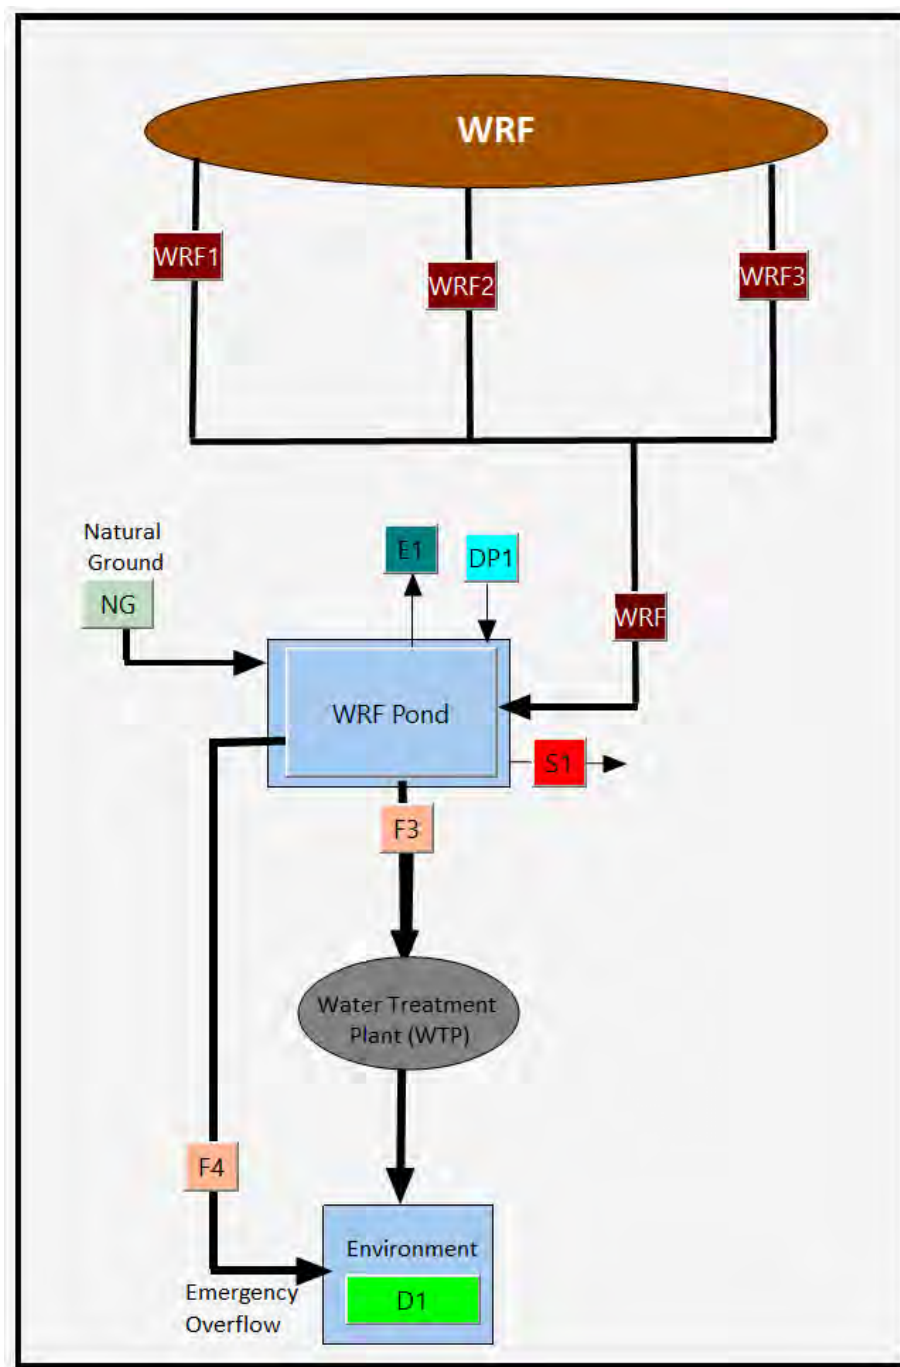 WRF
WRF1
WRF2
WRF3
Natural
Ground
NG
E1
DP1
WRF
WRF Pond
S1
F3
Water Treatment
Plant (WTP)
F4
Environment
D1
Emergency
Overflow